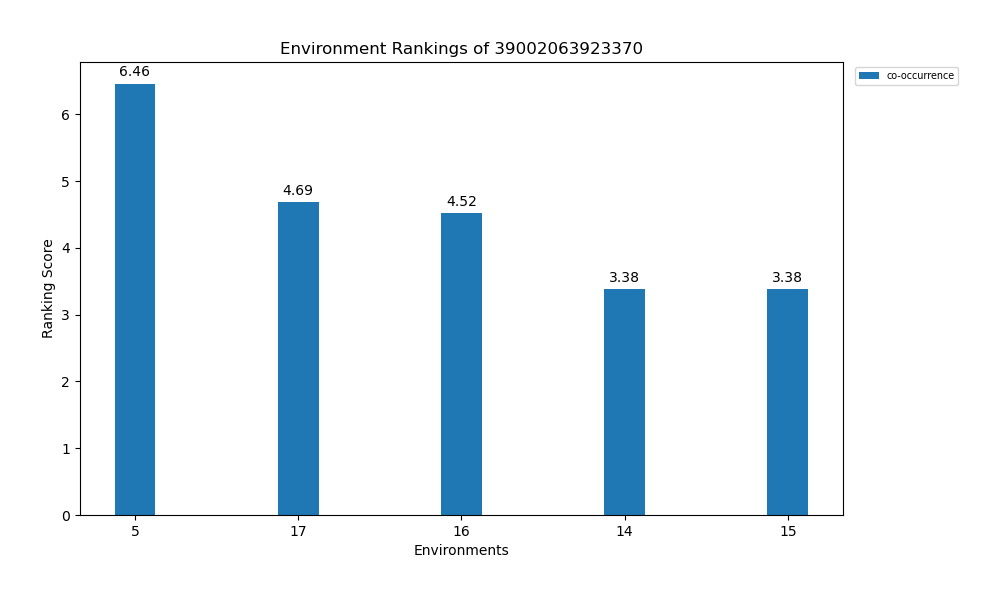 Environment Rankings of 39002063923370
co-occurrence
6.46
4.69
4.52
3.38
3.38
Ranking Score
6
5
4
3
2
1
0
5 17 16 14 15
Environments